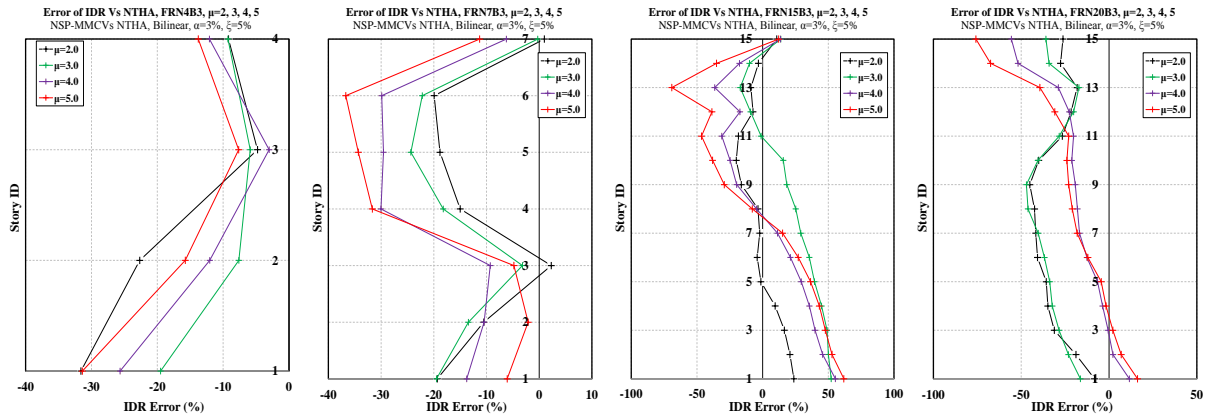 Error of IDR Vs NTHA, FRN4B3, µ=2, 3, 4, 5
NSP-MMCVs NTHA, Bilinear, α=3%, ξ=5%
µ=2.0
µ=3.0
µ=4.0
µ=5.0
Story ID
4
3
2
1
-40
-30
-20
-10
0
IDR Error (%)
Error of IDR Vs NTHA, FRN7B3, µ=2, 3, 4, 5
NSP-MMCVs NTHA, Bilinear, α=3%, ξ=5%
µ=2.0
µ=3.0
µ=4.0
µ=5.0
Story ID
7
6
5
4
3
2
1
-40
-30
-20
-10
0
10
IDR Error (%)
Error of IDR Vs NTHA, FRN15B3, µ=2, 3, 4, 5
NSP-MMCVs NTHA, Bilinear, α=3%, ξ=5%
µ=2.0
µ=3.0
µ=4.0
µ=5.0
Story ID
15
13
11
9
7
5
3
1
-100
-50
0
50
100
IDR Error (%)
Error of IDR Vs NTHA, FRN20B3, µ=2, 3, 4, 5
NSP-MMCVs NTHA, Bilinear, α=3%, ξ=5%
µ=2.0
µ=3.0
µ=4.0
µ=5.0
Story ID
15
13
11
9
7
5
3
1
-100
-50
0
50
IDR Error (%)